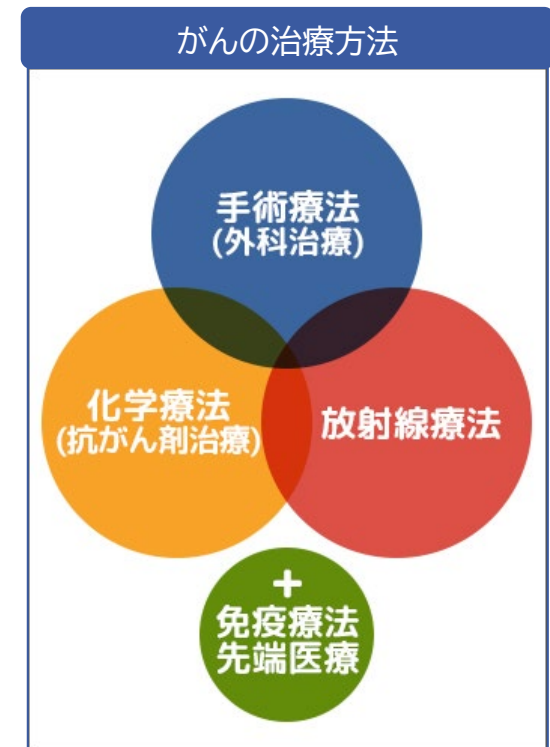 がんの治療方法
手術療法
(外科治療)
化学療法
(抗がん剤治療)
放射線療法
+
免疫療法
先端医療